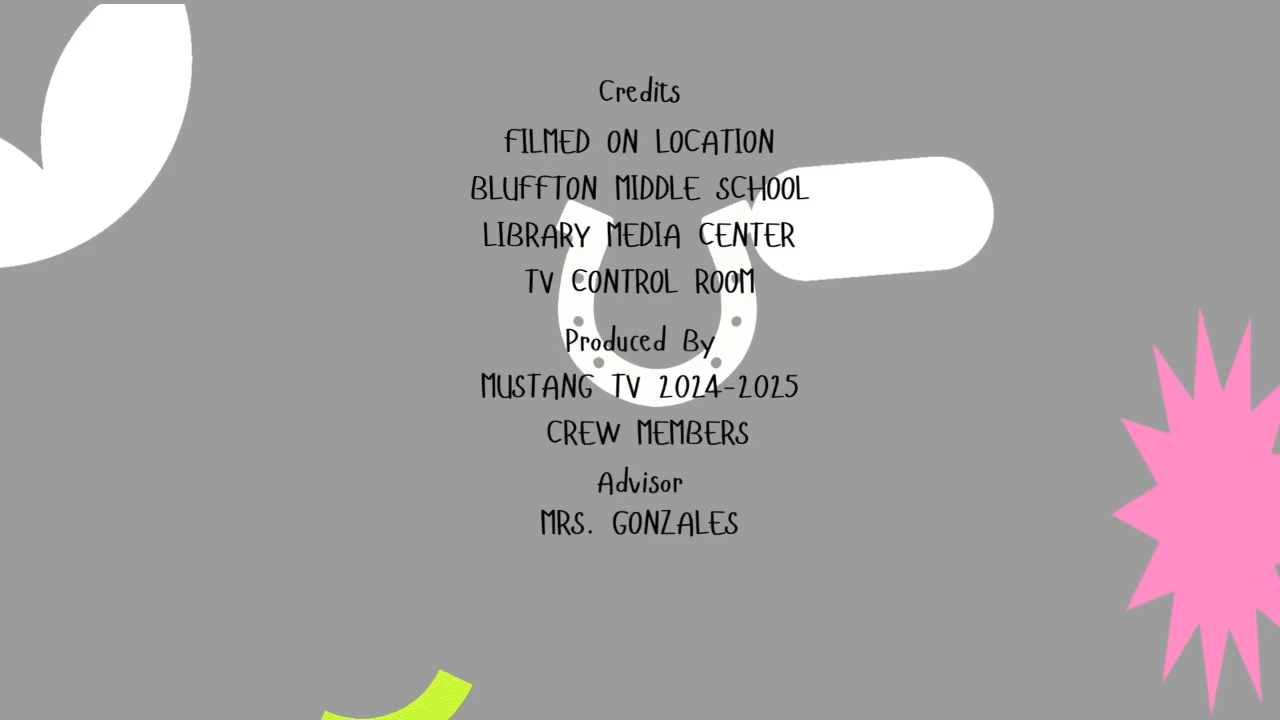 Credits
FILMED ON LOCATION
BLUFFTON MIDDLE SCHOOL
LIBRARY MEDIA CENTER
TV CONTROL ROOM
Produced By
MUSTANG TV 2024-2025
CREW MEMBERS
Advisor
MRS. GONZALES